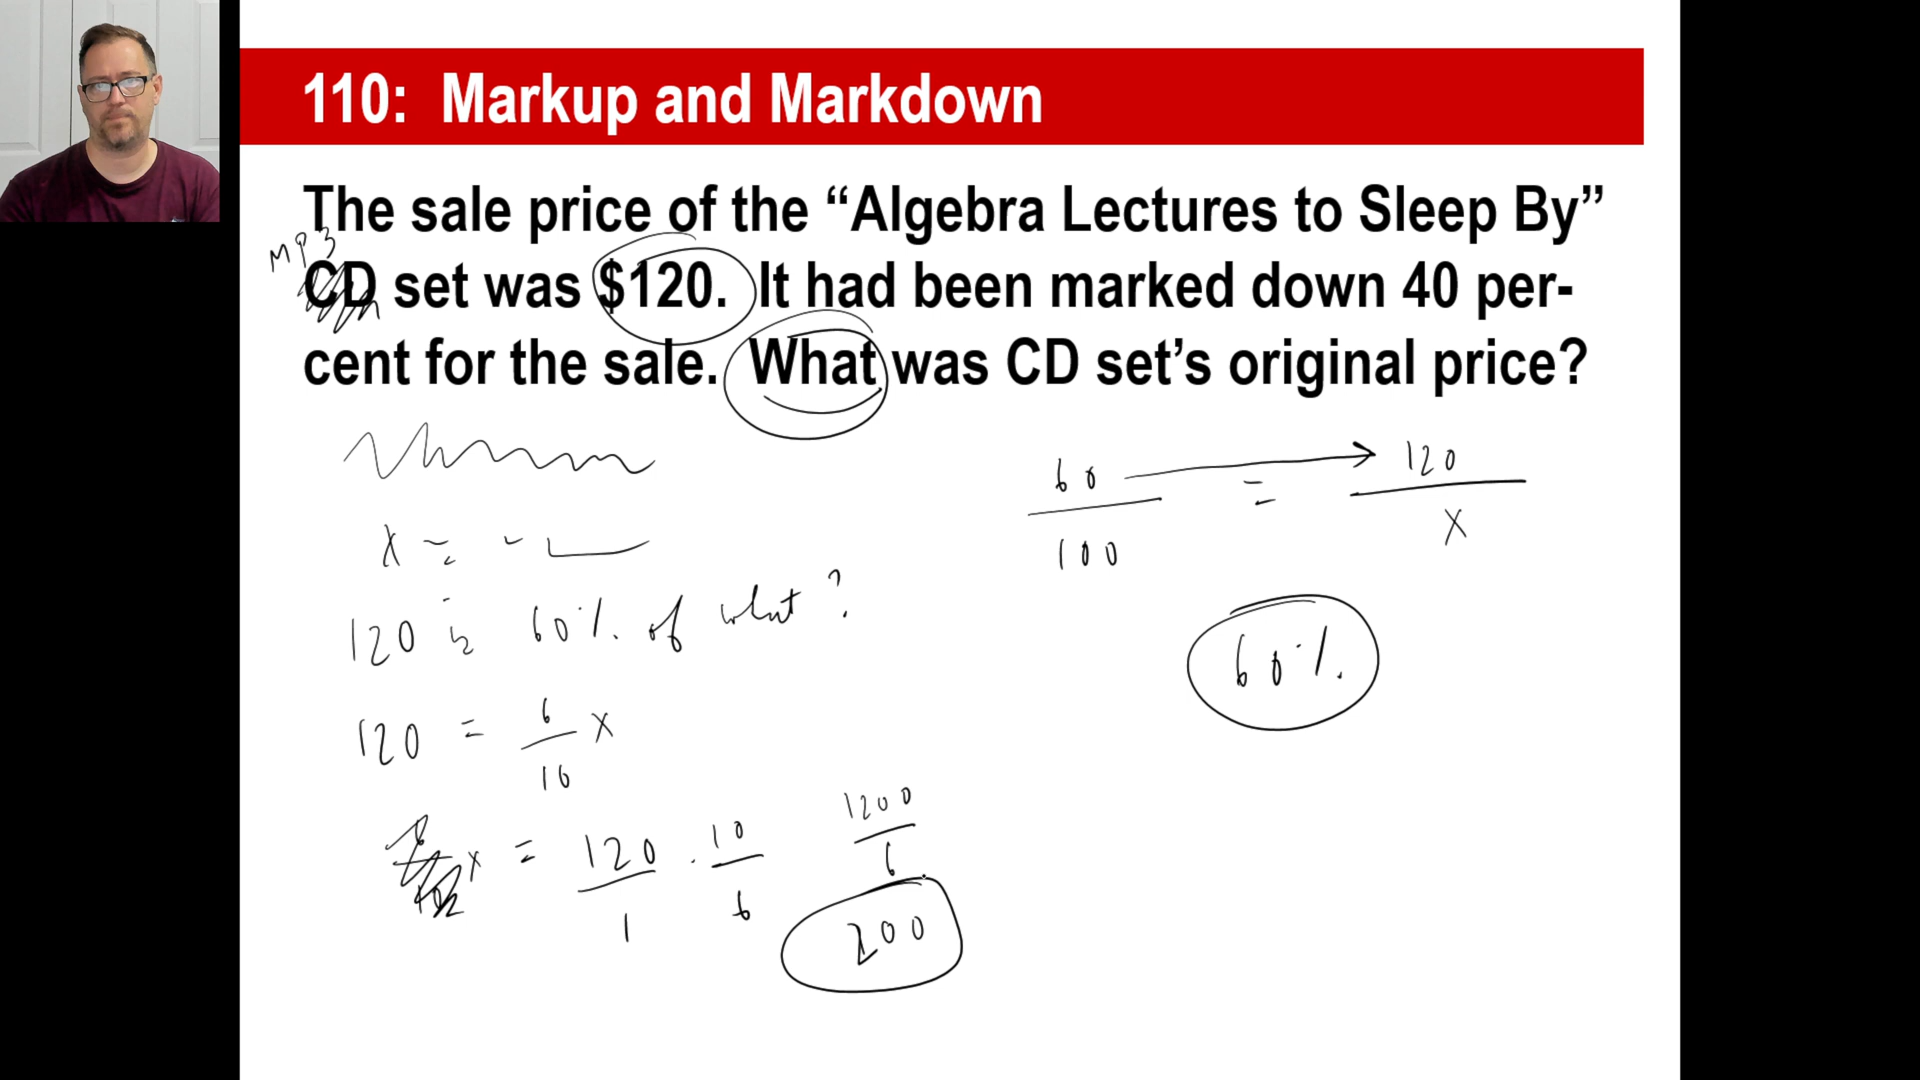 110: Markup and Markdown
The sale price of the “Algebra Lectures to Sleep By”
MP3
CD set was $120. It had been marked down 40 per-
cent for the sale. What was CD set’s original price?
60 = 120
100 x
x =
120 is 60% of what?
60%
120 = 6/10 x
x = 120/1 · 10/6
1200/6
200